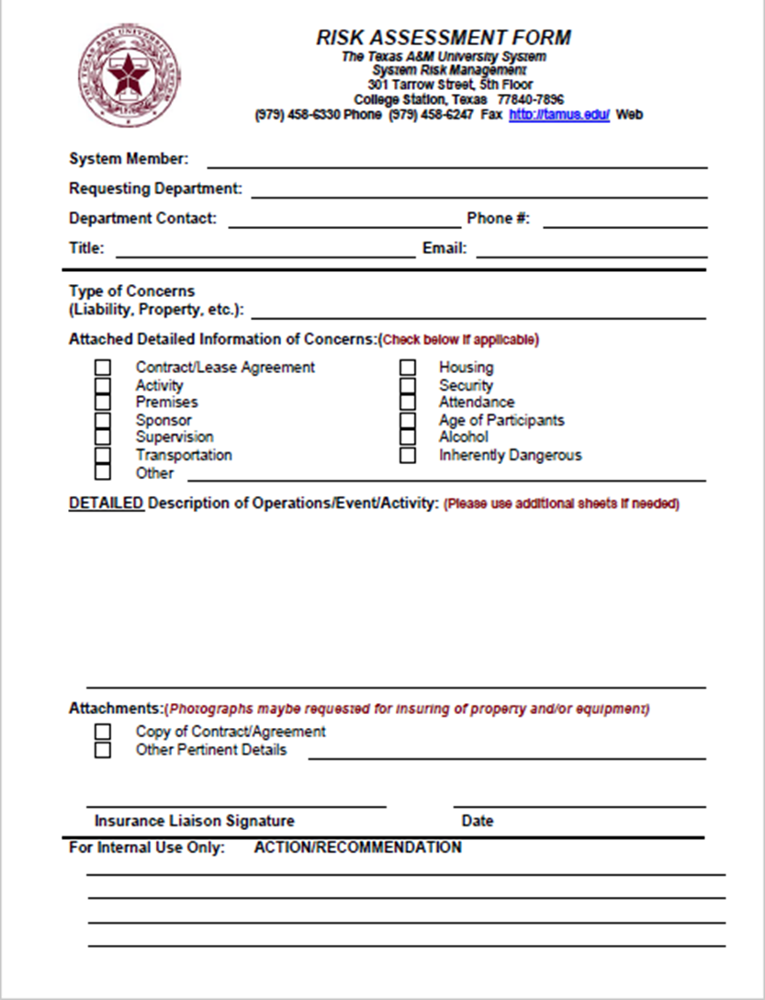 THE TEXAS A&M UNIVERSITY SYSTEM
RISK ASSESSMENT FORM
The Texas A&M University System
System Risk Management
301 Tarrow Street, 5th Floor
College Station, Texas 77840-7896
(979) 458-6330 Phone (979) 458-6247 Fax http://tamus.edu/ Web
System Member:
Requesting Department:
Department Contact: Phone #:
Title: Email:
Type of Concerns
(Liability, Property, etc.):
Attached Detailed Information of Concerns:(Check below if applicable)
Contract/Lease Agreement Housing
Activity Security
Premises Attendance
Sponsor Age of Participants
Supervision Alcohol
Transportation Inherently Dangerous
Other
DETAILED Description of Operations/Event/Activity: (Please use additional sheets if needed)
Attachments:(Photographs maybe requested for insuring of property and/or equipment)
Copy of Contract/Agreement
Other Pertinent Details
Insurance Liaison Signature Date
For Internal Use Only: ACTION/RECOMMENDATION